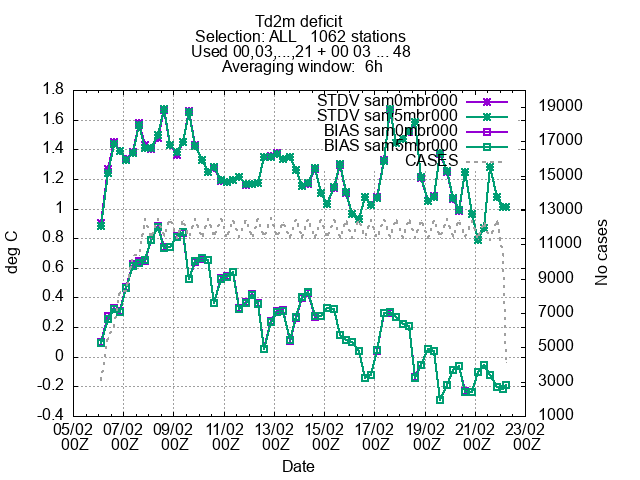 Td2m deficit
Selection: ALL   1062 stations
Used 00,03,...,21 + 00 03 ... 48
Averaging window:  6h
STDV sam0mbr000
STDV sam5mbr000
BIAS sam0mbr000
BIAS sam5mbr000
CASES
1.8
1.6
1.4
1.2
1
0.8
0.6
0.4
0.2
0
-0.2
-0.4
deg C
19000
17000
15000
13000
11000
9000
7000
5000
3000
1000
No cases
05/02 07/02 09/02 11/02 13/02 15/02 17/02 19/02 21/02 23/02
00Z 00Z 00Z 00Z 00Z 00Z 00Z 00Z 00Z 00Z
Date